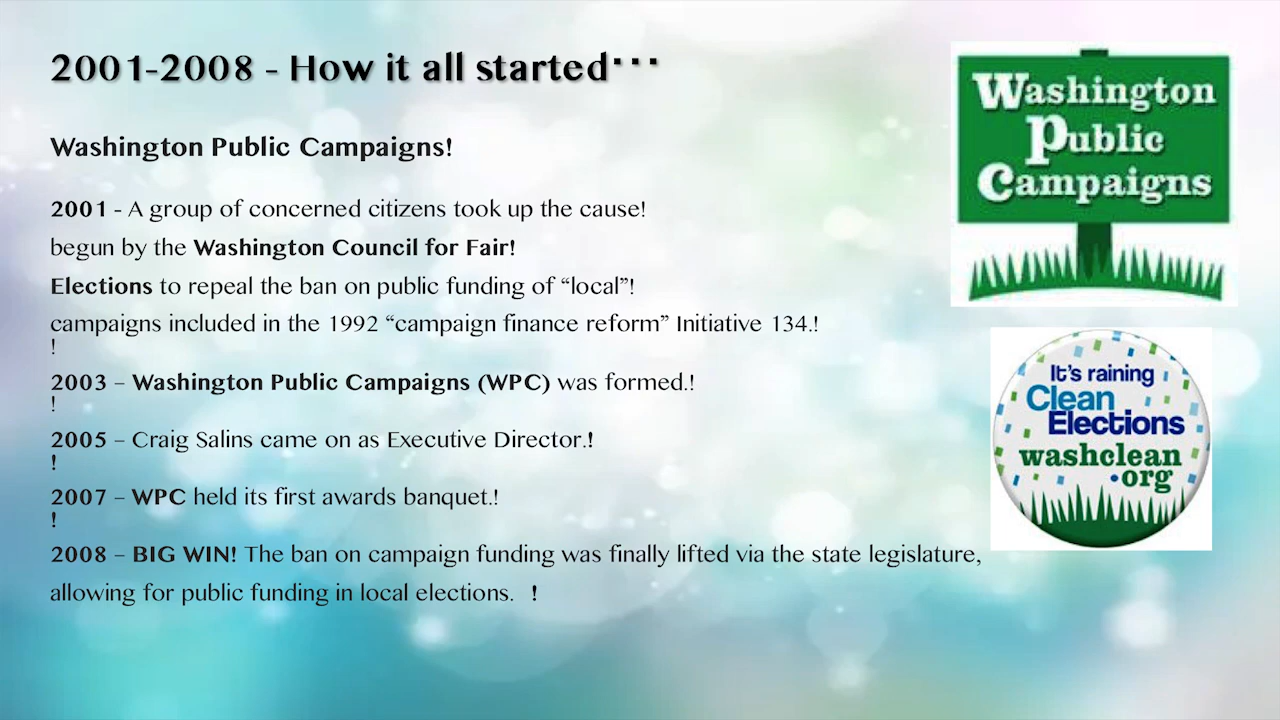 2001-2008 - How it all started...
Washington Public Campaigns!
2001 - A group of concerned citizens took up the cause!
begun by the Washington Council for Fair!
Elections to repeal the ban on public funding of “local”!
campaigns included in the 1992 “campaign finance reform” Initiative 134.!
!
2003 – Washington Public Campaigns (WPC) was formed.!
!
2005 – Craig Salins came on as Executive Director.!
!
2007 – WPC held its first awards banquet.!
!
2008 – BIG WIN! The ban on campaign funding was finally lifted via the state legislature,
allowing for public funding in local elections. !
Washington
Public
Campaigns
It's raining
Clean
Elections
washclean
.org